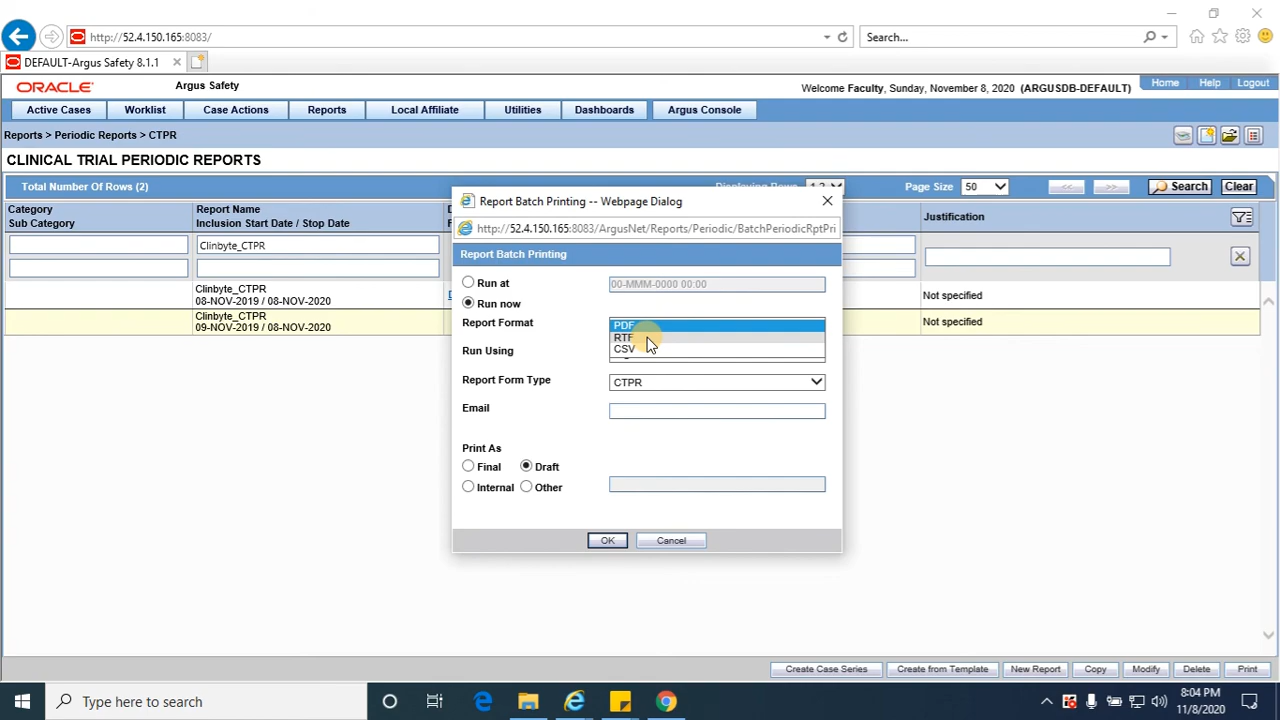 http://52.4.150.165:8083/
Search...
DEFAULT-Argus Safety 8.1.1
ORACLE
Argus Safety
Welcome Faculty, Sunday, November 8, 2020 (ARGUSDB-DEFAULT)
Home Help Logout
Active Cases Worklist Case Actions Reports Local Affiliate Utilities Dashboards Argus Console
Reports > Periodic Reports > CTPR
CLINICAL TRIAL PERIODIC REPORTS
Total Number Of Rows (2)
Page Size 50 << >> Search Clear
Category Report Name Justification
Sub Category Inclusion Start Date / Stop Date
Clinbyte_CTPR
Clinbyte_CTPR
08-NOV-2019 / 08-NOV-2020 Not specified
Clinbyte_CTPR
09-NOV-2019 / 08-NOV-2020 Not specified
Report Batch Printing -- Webpage Dialog
http://52.4.150.165:8083/ArgusNet/Reports/Periodic/BatchPeriodicRptPri
Report Batch Printing
Run at 00-MMM-0000 00:00
Run now
Report Format PDF
RTF
CSV
Run Using
Report Form Type CTPR
Email
Print As
Final Draft
Internal Other
OK Cancel
Create Case Series Create from Template New Report Copy Modify Delete Print
Type here to search
8:04 PM
11/8/2020